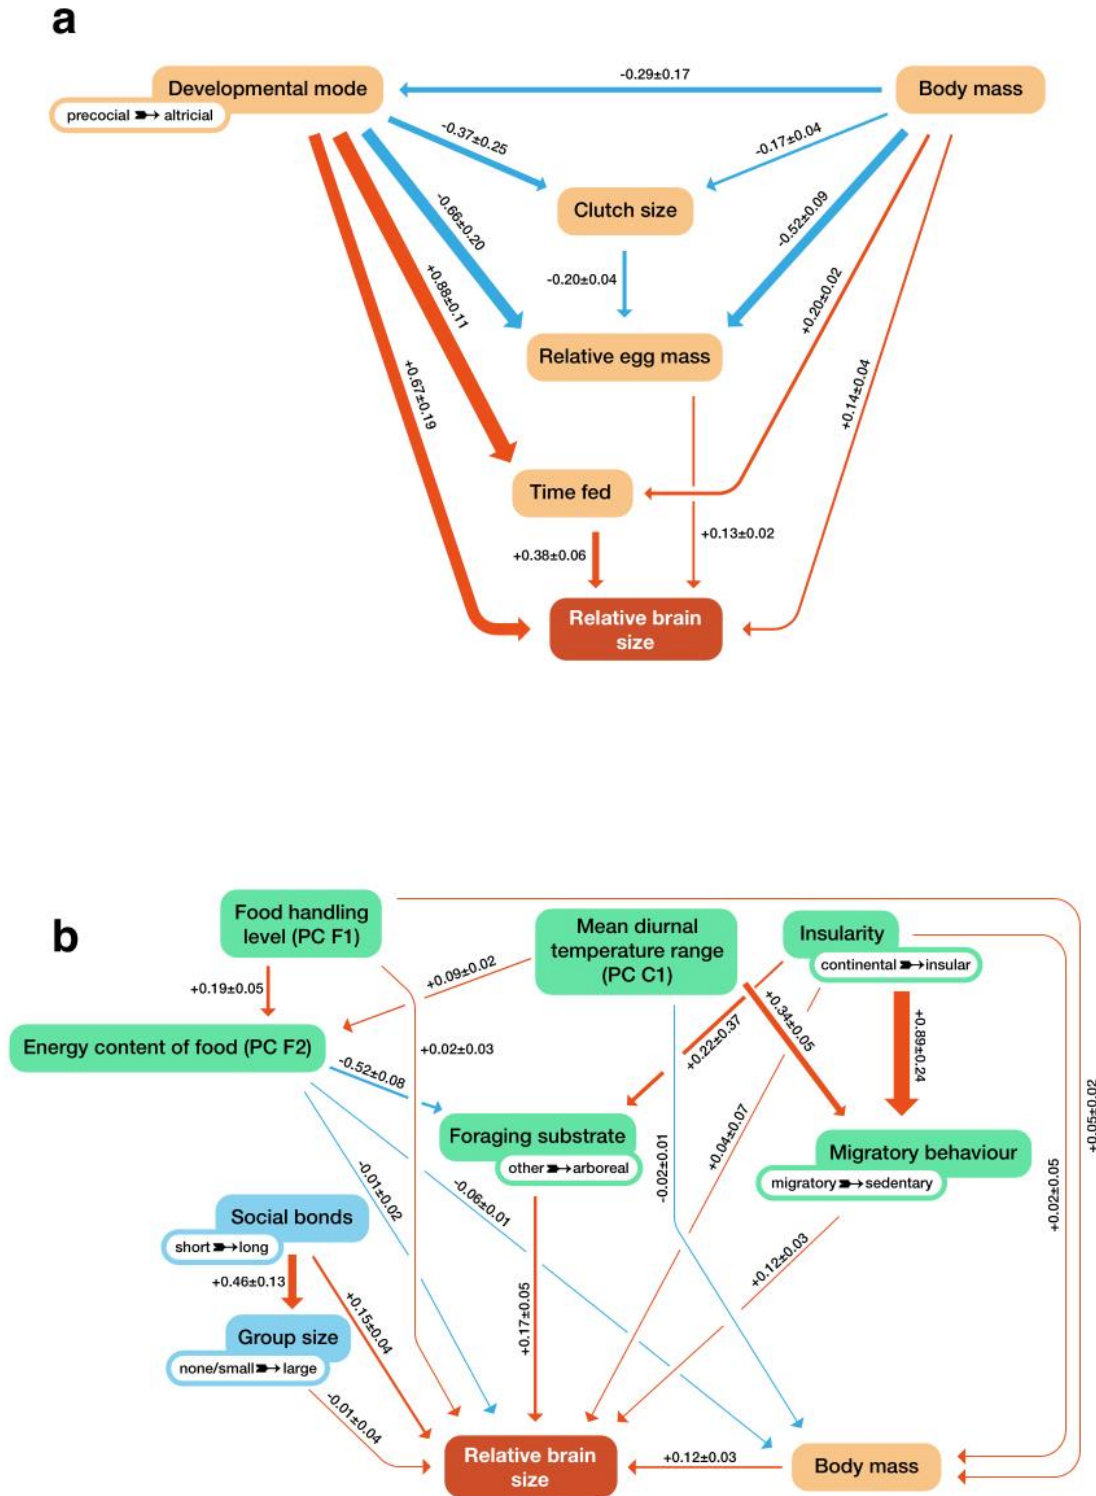 a
Developmental mode
precocial ➵ altricial
-0.29±0.17
Body mass
-0.37±0.25
-0.17±0.04
Clutch size
-0.66±0.20
-0.52±0.09
-0.20±0.04
+0.88±0.11
+0.20±0.02
Relative egg mass
+0.67±0.19
+0.14±0.04
Time fed
+0.38±0.06
+0.13±0.02
Relative brain
size
b
Food handling
level (PC F1)
Mean diurnal
temperature range
(PC C1)
Insularity
continental ➵ insular
+0.19±0.05
+0.09±0.02
+0.34±0.05
+0.22±0.37
+0.89±0.24
Energy content of food (PC F2)
+0.02±0.03
-0.52±0.08
+0.05±0.02
Foraging substrate
other ➵ arboreal
+0.04±0.07
Migratory behaviour
migratory ➵ sedentary
-0.01±0.02
-0.06±0.01
-0.02±0.01
+0.02±0.05
Social bonds
short ➵ long
+0.46±0.13
+0.15±0.04
+0.17±0.05
+0.12±0.03
Group size
none/small ➵ large
-0.01±0.04
Relative brain
size
+0.12±0.03
Body mass